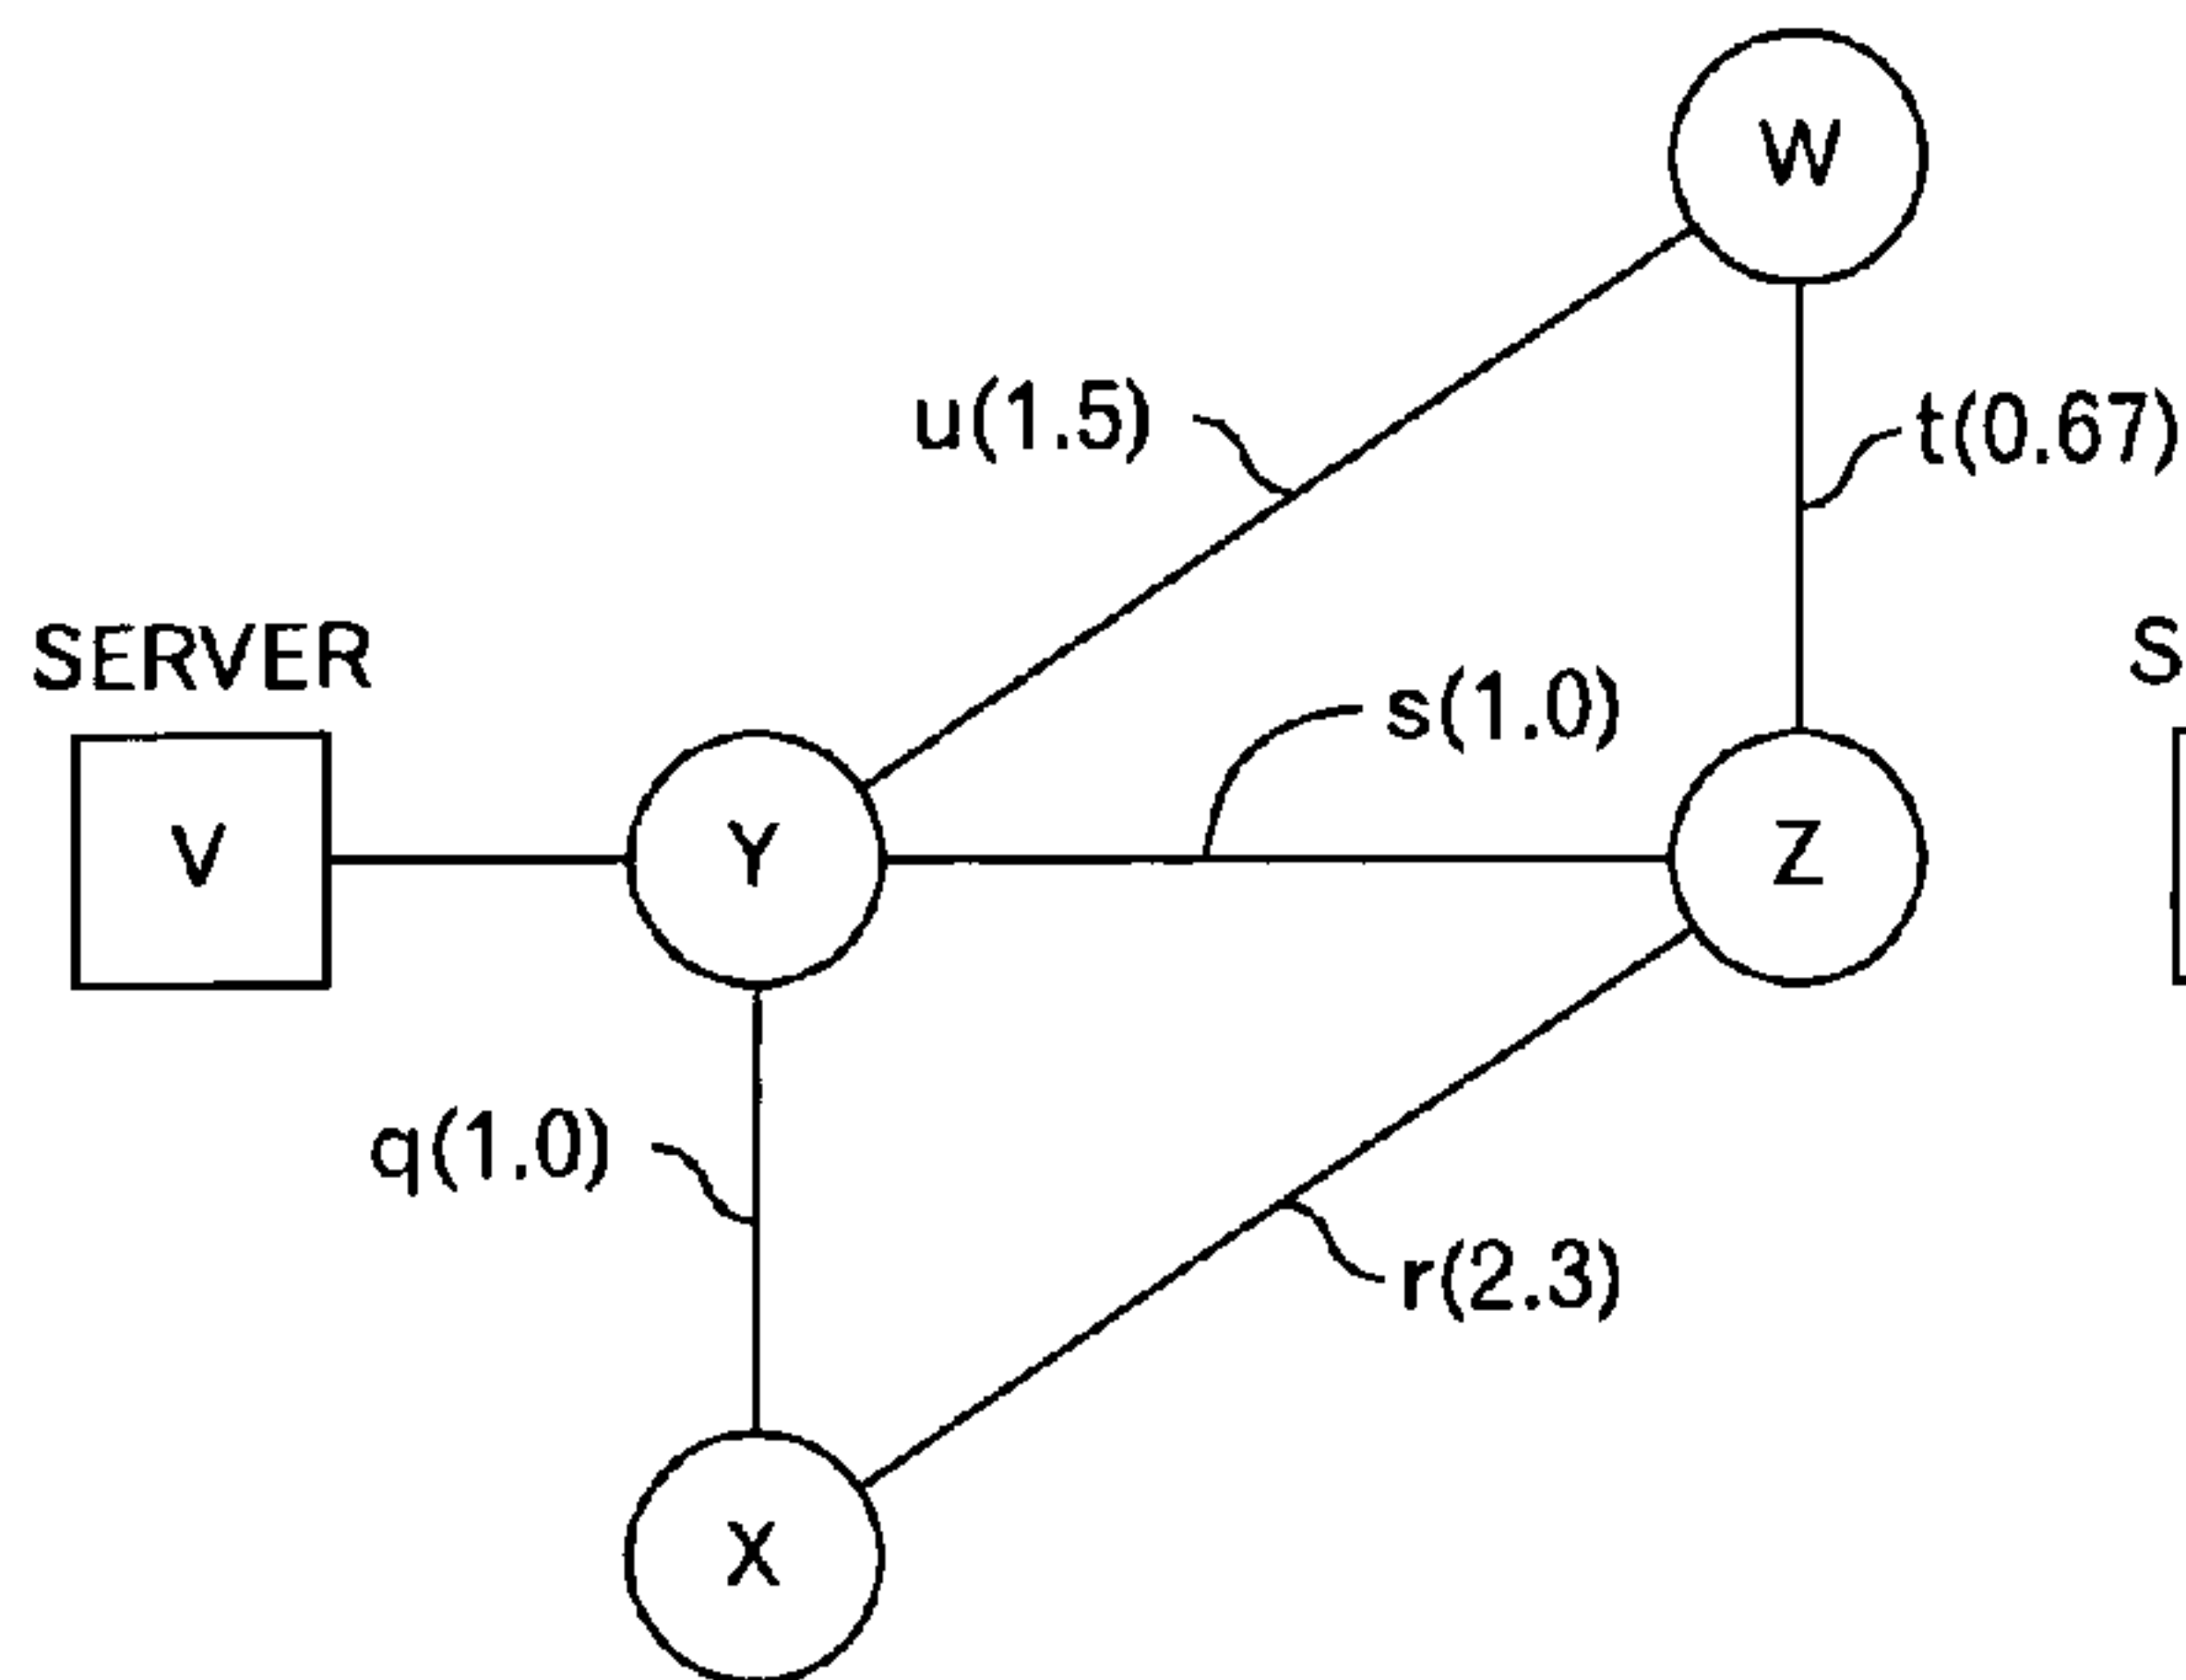 W
u(1.5)
t(0.67)
SERVER
S
s(1.0)
V
Y
Z
q(1.0)
r(2.3)
X